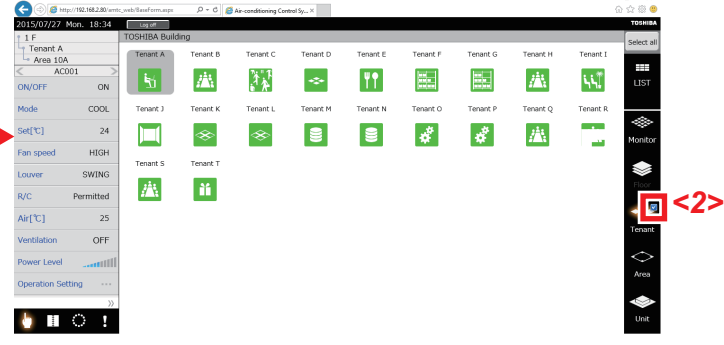 http://192.168.2.80/amtc_web/BaseForm.aspx
Air-conditioning Control Sy... ×
2015/07/27 Mon. 18:34
Log off
TOSHIBA
1 F
TOSHIBA Building
Select all
Tenant A
Area 10A
< AC001 >
ON/OFF ON
Mode COOL
Set[℃] 24
Fan speed HIGH
Louver SWING
R/C Permitted
Air[℃] 25
Ventilation OFF
Power Level
Operation Setting ---
»
Tenant A Tenant B Tenant C Tenant D Tenant E Tenant F Tenant G Tenant H Tenant I
Tenant J Tenant K Tenant L Tenant M Tenant N Tenant O Tenant P Tenant Q Tenant R
Tenant S Tenant T
LIST
Monitor
Floor
<2>
Tenant
Area
Unit